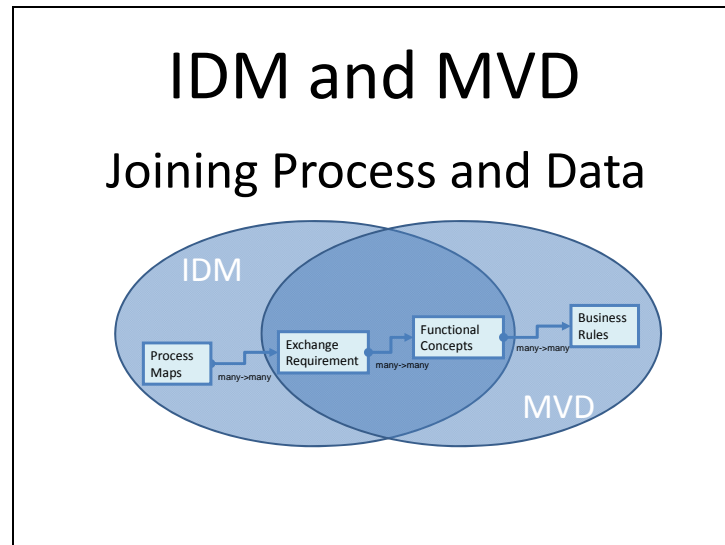 IDM and MVD
Joining Process and Data
IDM
Process
Maps
many->many
Exchange
Requirement
many->many
Functional
Concepts
many->many
Business
Rules
MVD